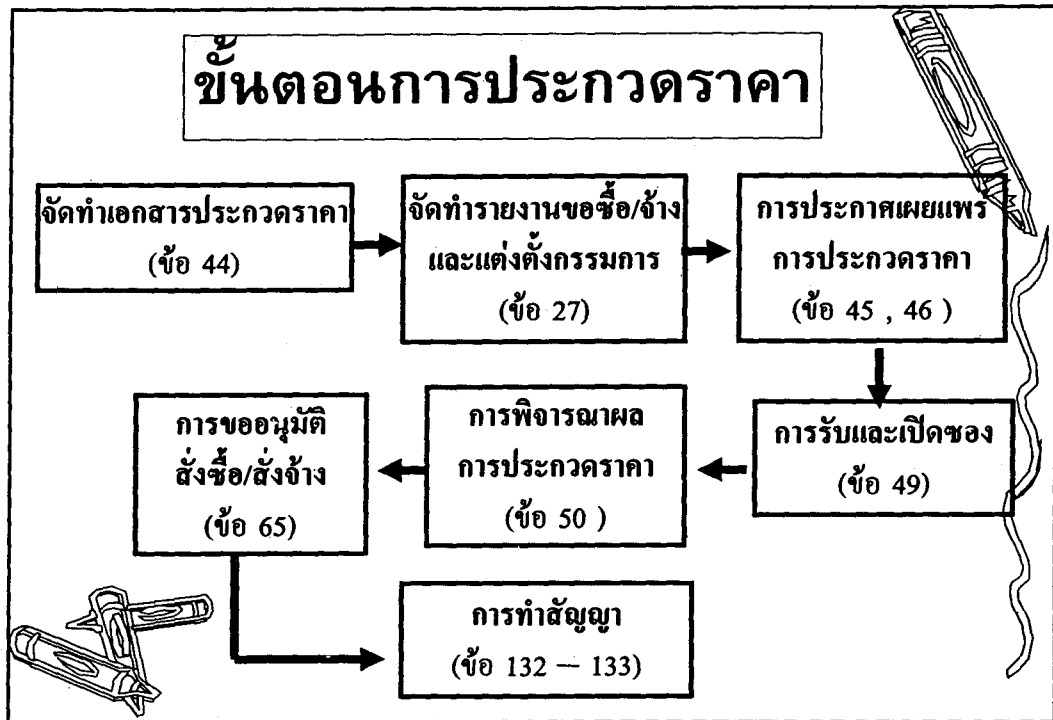 ขั้นตอนการประกวดราคา
จัดทำเอกสารประกวดราคา
(ข้อ 44)
จัดทำรายงานขอซื้อ/จ้าง
และแต่งตั้งกรรมการ
(ข้อ 27)
การประกาศเผยแพร่
การประกวดราคา
(ข้อ 45 , 46 )
การรับและเปิดซอง
(ข้อ 49)
การพิจารณาผล
การประกวดราคา
(ข้อ 50 )
การขออนุมัติ
สั่งซื้อ/สั่งจ้าง
(ข้อ 65)
การทำสัญญา
(ข้อ 132 – 133)